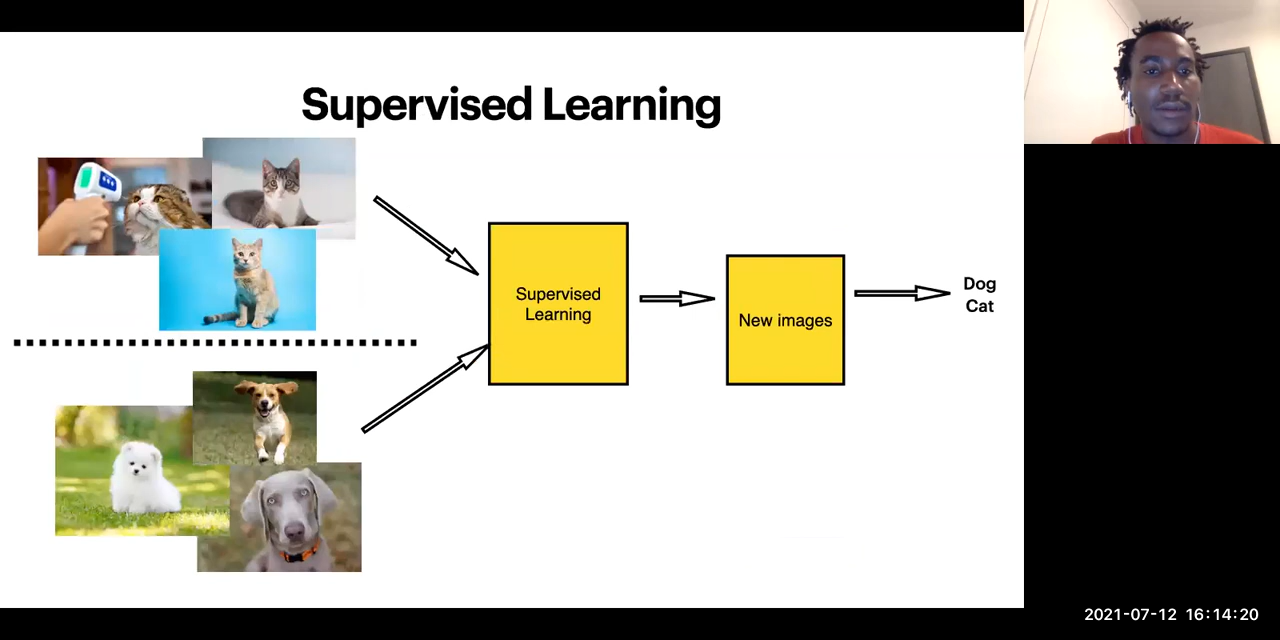 Supervised Learning
Supervised
Learning
New images
Dog
Cat
2021-07-12 16:14:20